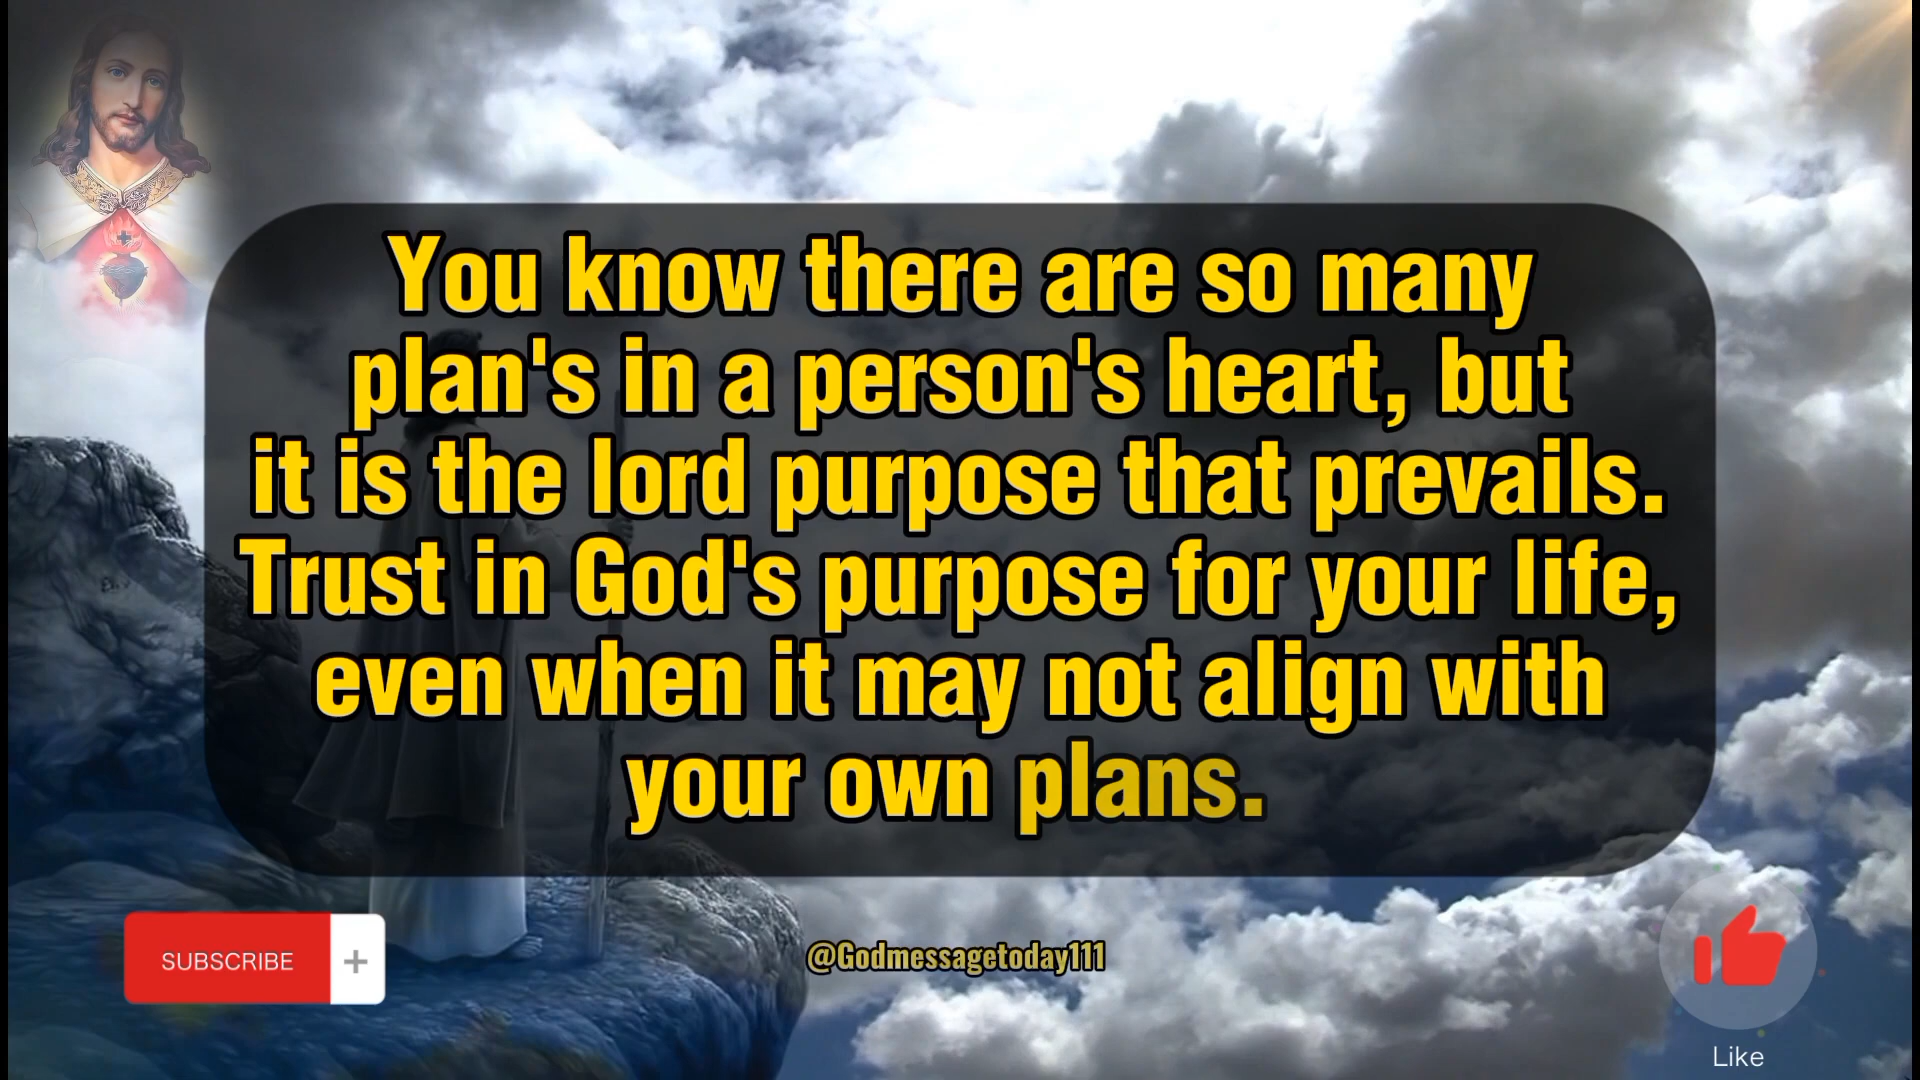 You know there are so many
plan's in a person's heart, but
it is the lord purpose that prevails.
Trust in God's purpose for your life,
even when it may not align with
your own plans.
SUBSCRIBE +
@Godmessagetoday111
Like